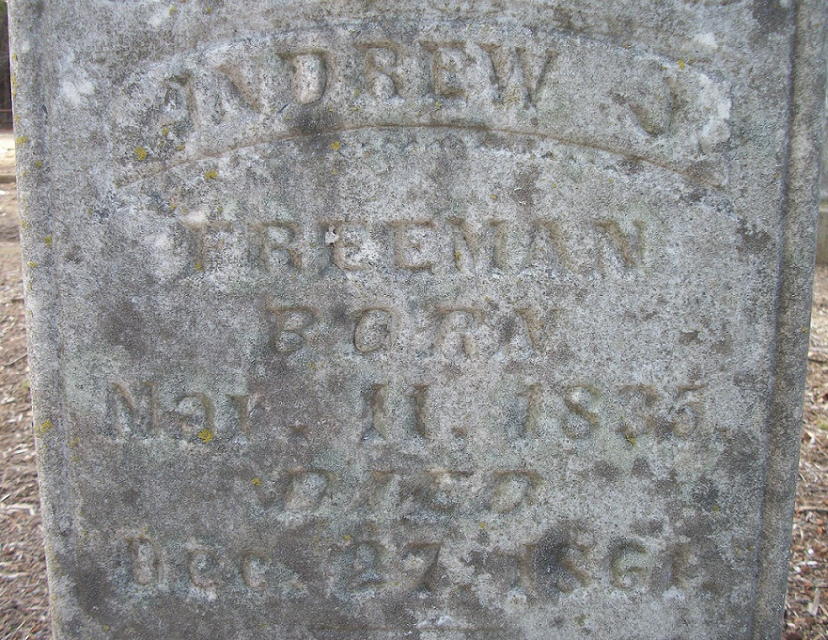 ANDREW J.
FREEMAN
BORN
Mar. 11. 1835.
DIED
Dec. 27, 1861.